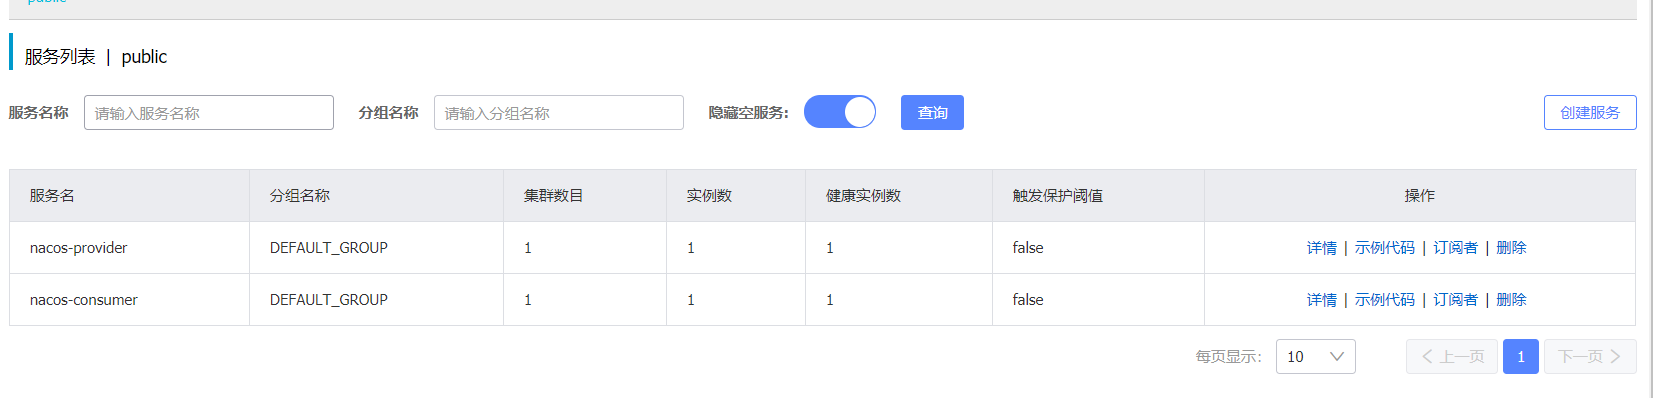 public
服务列表 | public
服务名称 请输入服务名称 分组名称 请输入分组名称 隐藏空服务: 查询 创建服务
服务名 分组名称 集群数目 实例数 健康实例数 触发保护阈值 操作
nacos-provider DEFAULT_GROUP 1 1 1 false 详情 | 示例代码 | 订阅者 | 删除
nacos-consumer DEFAULT_GROUP 1 1 1 false 详情 | 示例代码 | 订阅者 | 删除
每页显示: 10 上一页 1 下一页